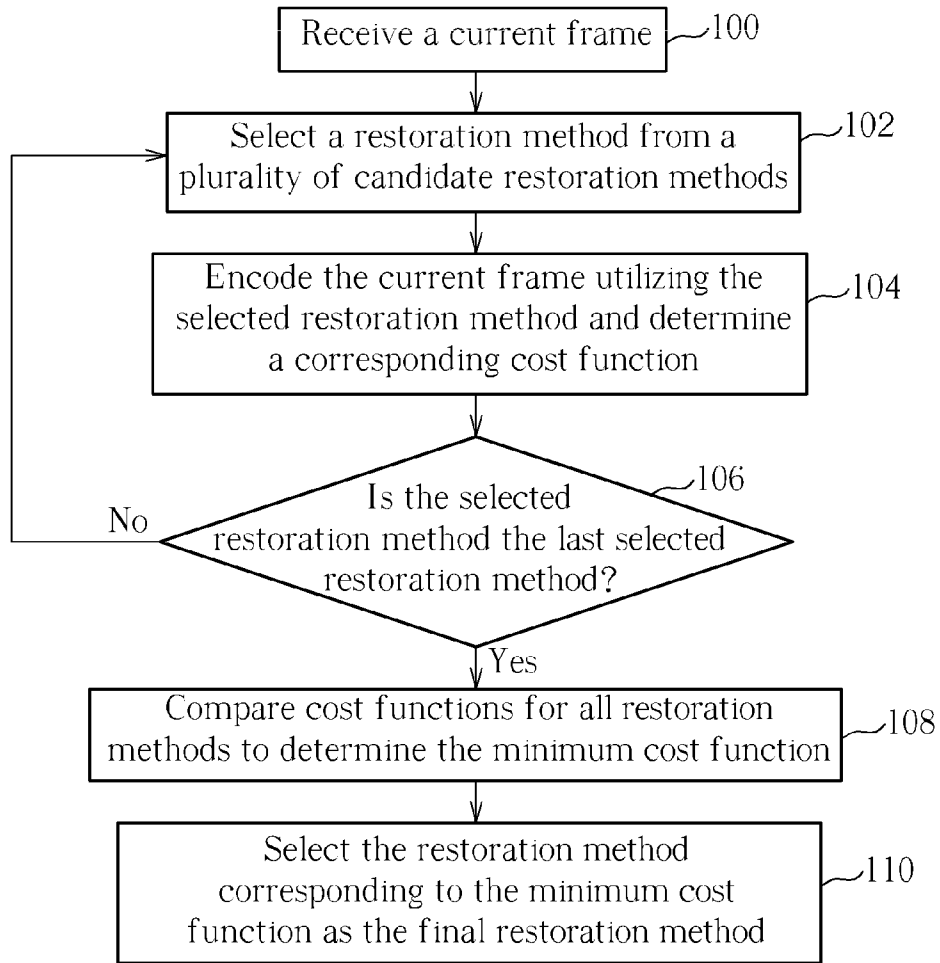 Receive a current frame
100
Select a restoration method from a
plurality of candidate restoration methods
102
Encode the current frame utilizing the
selected restoration method and determine
a corresponding cost function
104
Is the selected
restoration method the last selected
restoration method?
106
No
Yes
Compare cost functions for all restoration
methods to determine the minimum cost function
108
Select the restoration method
corresponding to the minimum cost
function as the final restoration method
110